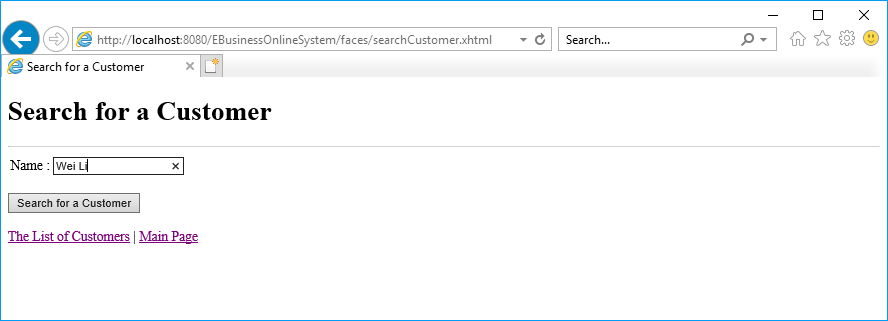 http://localhost:8080/EBusinessOnlineSystem/faces/searchCustomer.xhtml
Search...
Search for a Customer
Search for a Customer
Name : Wei Li
Search for a Customer
The List of Customers | Main Page